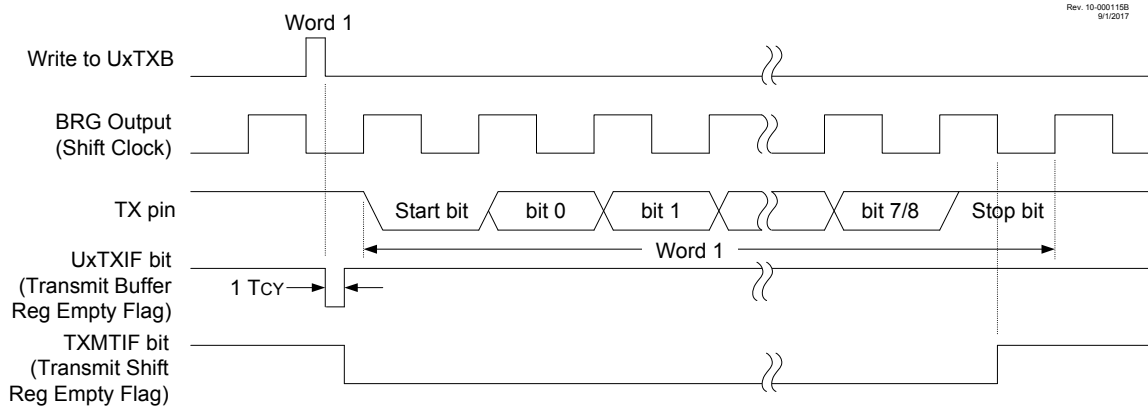 Rev. 10-000115B
9/1/2017
Word 1
Write to UxTXB
BRG Output
(Shift Clock)
TX pin
Start bit
bit 0
bit 1
bit 7/8
Stop bit
Word 1
UxTXIF bit
(Transmit Buffer
Reg Empty Flag)
1 TCY
TXMTIF bit
(Transmit Shift
Reg Empty Flag)